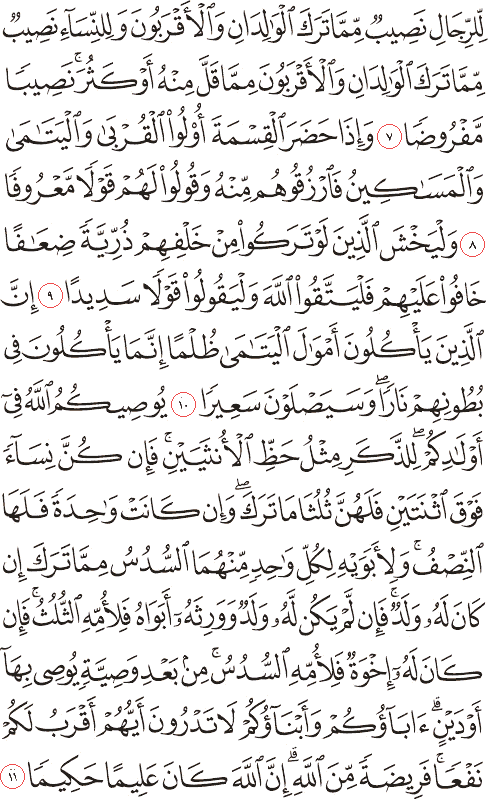 لِّلرِّجَالِ نَصِيبٌ مِّمَّا تَرَكَ ٱلْوَٰلِدَانِ وَٱلْأَقْرَبُونَ وَلِلنِّسَآءِ نَصِيبٌ
مِّمَّا تَرَكَ ٱلْوَٰلِدَانِ وَٱلْأَقْرَبُونَ مِمَّا قَلَّ مِنْهُ أَوْ كَثُرَ ۚ نَصِيبًا
مَّفْرُوضًا ٧ وَإِذَا حَضَرَ ٱلْقِسْمَةَ أُو۟لُوا۟ ٱلْقُرْبَىٰ وَٱلْيَتَٰمَىٰ
وَٱلْمَسَٰكِينُ فَٱرْزُقُوهُم مِّنْهُ وَقُولُوا۟ لَهُمْ قَوْلًا مَّعْرُوفًا
٨ وَلْيَخْشَ ٱلَّذِينَ لَوْ تَرَكُوا۟ مِنْ خَلْفِهِمْ ذُرِّيَّةً ضِعَٰفًا
خَافُوا۟ عَلَيْهِمْ فَلْيَتَّقُوا۟ ٱللَّهَ وَلْيَقُولُوا۟ قَوْلًا سَدِيدًا ٩ إِنَّ
ٱلَّذِينَ يَأْكُلُونَ أَمْوَٰلَ ٱلْيَتَٰمَىٰ ظُلْمًا إِنَّمَا يَأْكُلُونَ فِى
بُطُونِهِمْ نَارًا ۖ وَسَيَصْلَوْنَ سَعِيرًا ١٠ يُوصِيكُمُ ٱللَّهُ فِىٓ
أَوْلَٰدِكُمْ ۖ لِلذَّكَرِ مِثْلُ حَظِّ ٱلْأُنثَيَيْنِ ۚ فَإِن كُنَّ نِسَآءً
فَوْقَ ٱثْنَتَيْنِ فَلَهُنَّ ثُلُثَا مَا تَرَكَ ۖ وَإِن كَانَتْ وَٰحِدَةً فَلَهَا
ٱلنِّصْفُ ۚ وَلِأَبَوَيْهِ لِكُلِّ وَٰحِدٍ مِّنْهُمَا ٱلسُّدُسُ مِمَّا تَرَكَ إِن
كَانَ لَهُۥ وَلَدٌ ۚ فَإِن لَّمْ يَكُن لَّهُۥ وَلَدٌ وَوَرِثَهُۥٓ أَبَوَاهُ فَلِأُمِّهِ ٱلثُّلُثُ ۚ فَإِن
كَانَ لَهُۥٓ إِخْوَةٌ فَلِأُمِّهِ ٱلسُّدُسُ ۚ مِنۢ بَعْدِ وَصِيَّةٍ يُوصِى بِهَآ
أَوْ دَيْنٍ ۗ ءَابَآؤُكُمْ وَأَبْنَآؤُكُمْ لَا تَدْرُونَ أَيُّهُمْ أَقْرَبُ لَكُمْ
نَفْعًا ۚ فَرِيضَةً مِّنَ ٱللَّهِ ۗ إِنَّ ٱللَّهَ كَانَ عَلِيمًا حَكِيمًا ١١